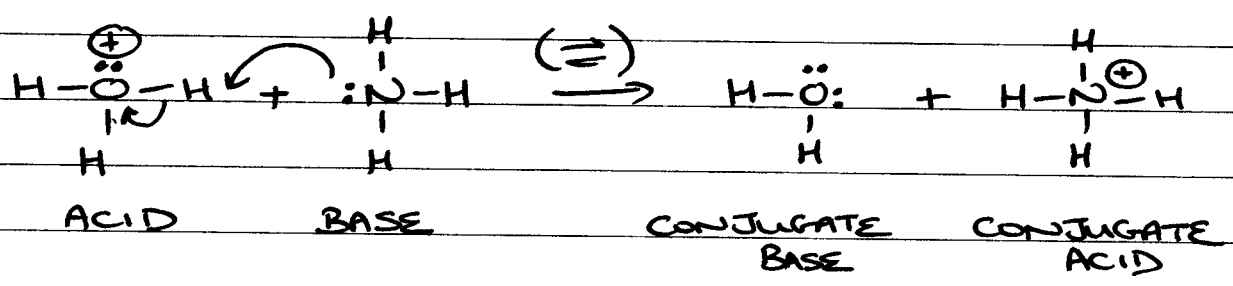 H H
⊕ (⇌) H
H–Ö–H + :N–H ⟶ H–Ö: + H–N⊕–H
H H H H
ACID BASE CONJUGATE BASE CONJUGATE ACID